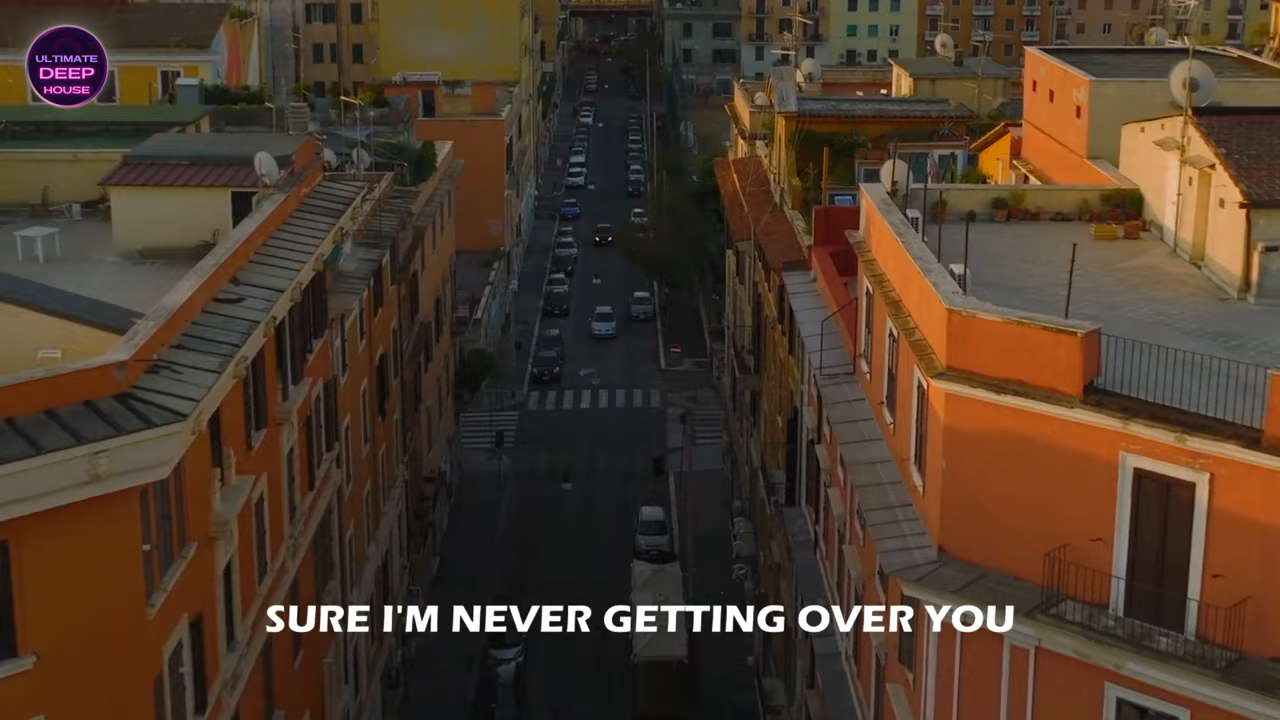 ULTIMATE
DEEP
HOUSE
SURE I'M NEVER GETTING OVER YOU